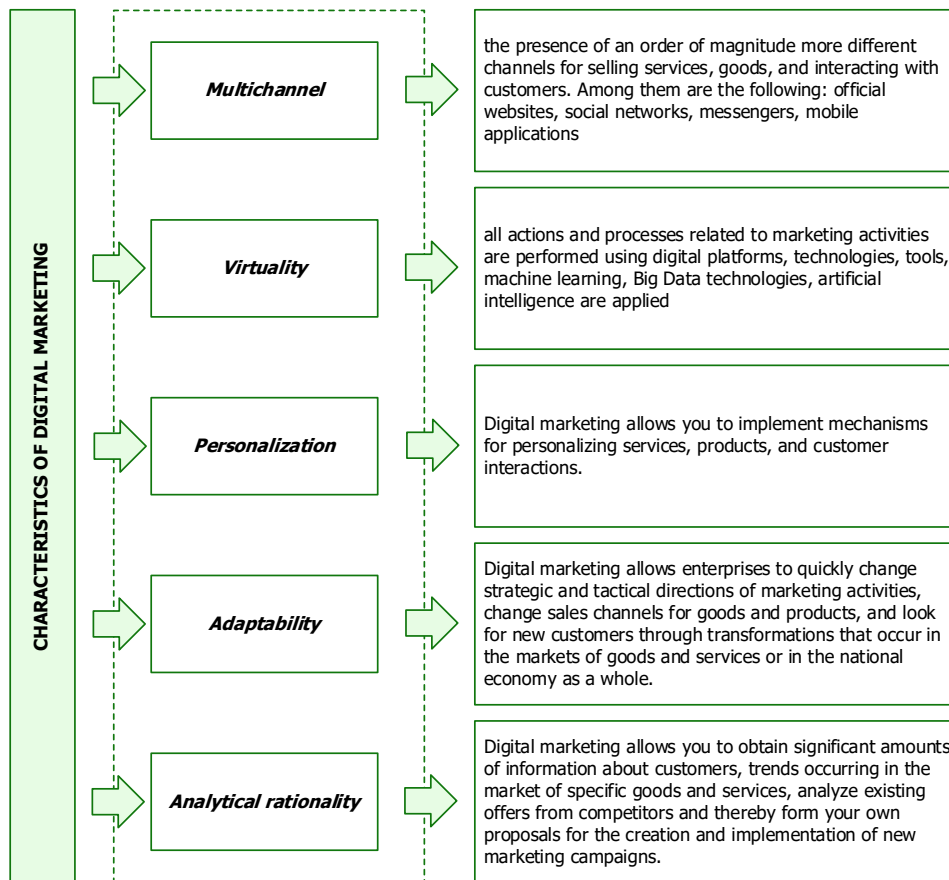 CHARACTERISTICS OF DIGITAL MARKETING
Multichannel
the presence of an order of magnitude more different
channels for selling services, goods, and interacting with
customers. Among them are the following: official
websites, social networks, messengers, mobile
applications
Virtuality
all actions and processes related to marketing activities
are performed using digital platforms, technologies, tools,
machine learning, Big Data technologies, artificial
intelligence are applied
Personalization
Digital marketing allows you to implement mechanisms
for personalizing services, products, and customer
interactions.
Adaptability
Digital marketing allows enterprises to quickly change
strategic and tactical directions of marketing activities,
change sales channels for goods and products, and look
for new customers through transformations that occur in
the markets of goods and services or in the national
economy as a whole.
Analytical rationality
Digital marketing allows you to obtain significant amounts
of information about customers, trends occurring in the
market of specific goods and services, analyze existing
offers from competitors and thereby form your own
proposals for the creation and implementation of new
marketing campaigns.